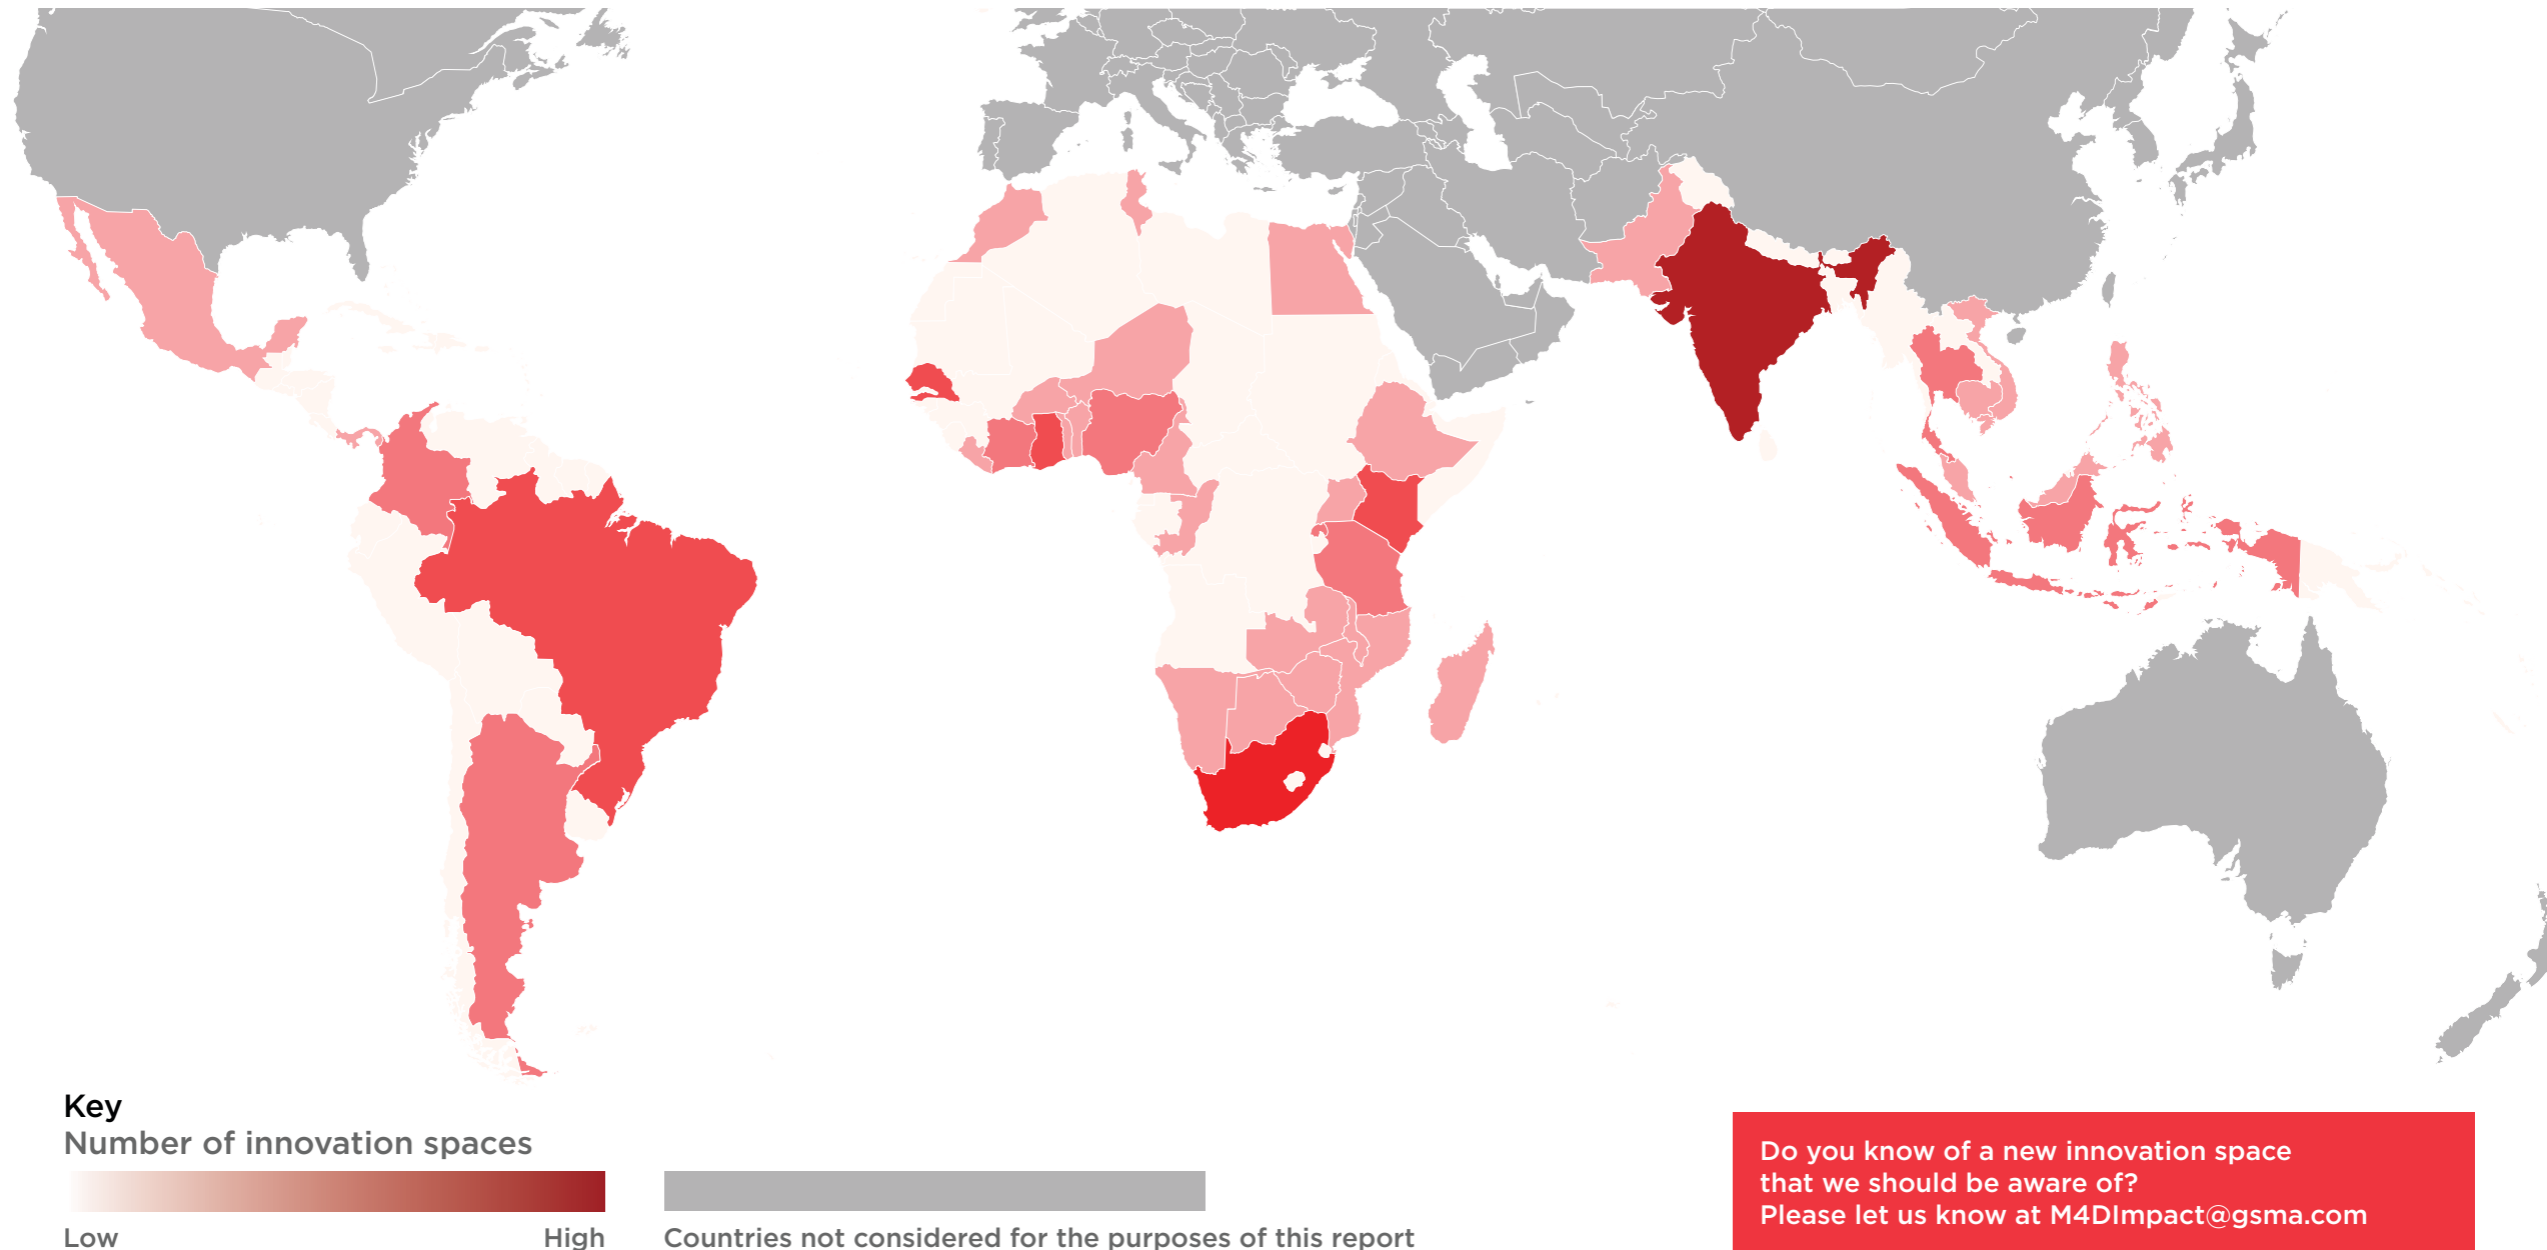 Key
Number of innovation spaces
Low
High
Countries not considered for the purposes of this report
Do you know of a new innovation space
that we should be aware of?
Please let us know at M4DImpact@gsma.com